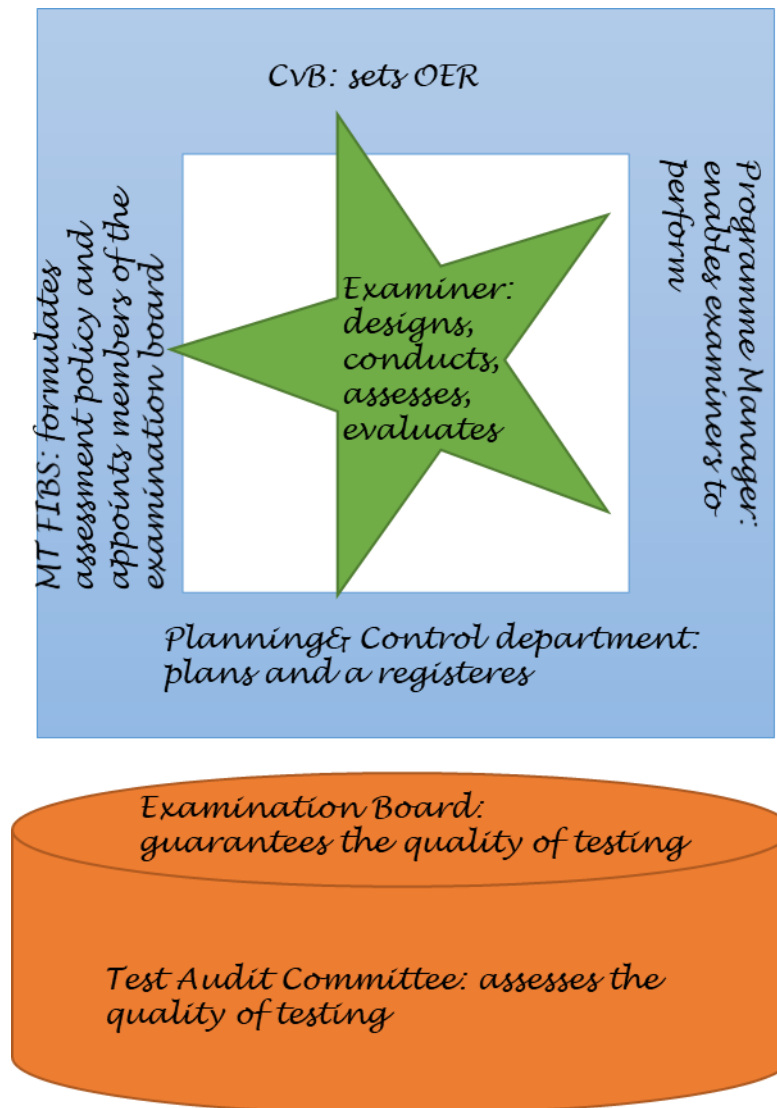 CvB: sets OER
MT FIBS: formulates
assessment policy and
appoints members of the
examination board
Examiner:
designs,
conducts,
assesses,
evaluates
Programme Manager:
enables examiners to
perform
Planning& Control department:
plans and a registeres
Examination Board:
guarantees the quality of testing
Test Audit Committee: assesses the
quality of testing